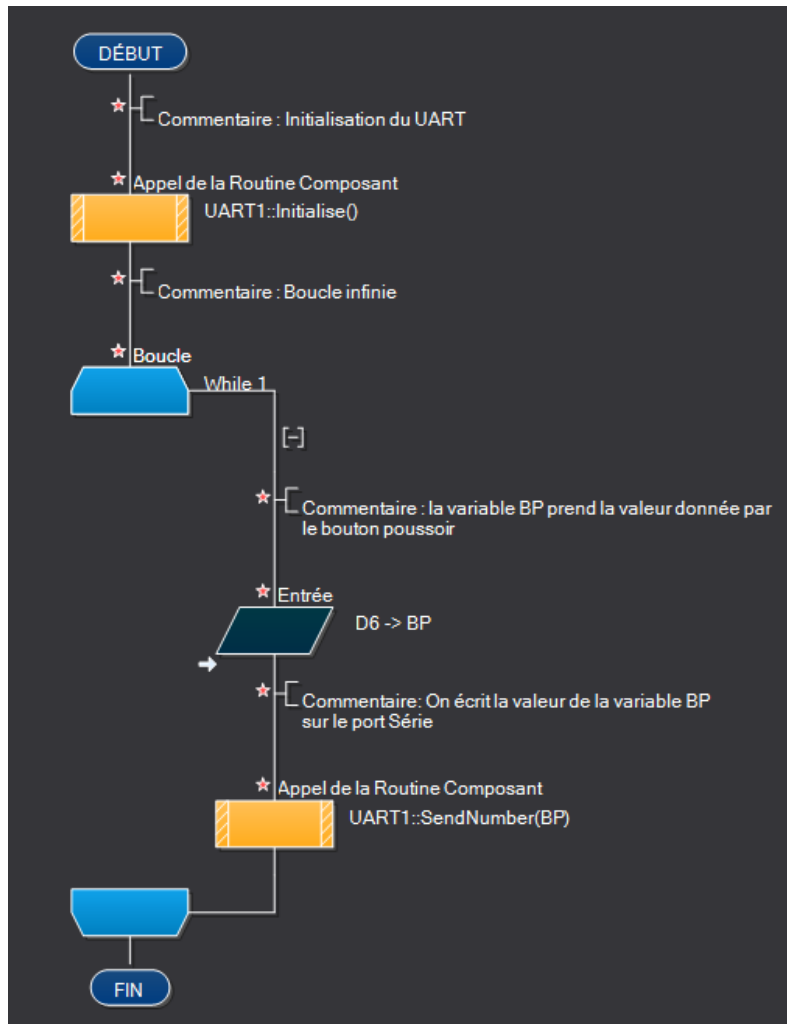 DÉBUT
Commentaire : Initialisation du UART
Appel de la Routine Composant
UART1::Initialise()
Commentaire : Boucle infinie
Boucle
While 1
[-]
Commentaire : la variable BP prend la valeur donnée par
le bouton poussoir
Entrée
D6 -> BP
Commentaire: On écrit la valeur de la variable BP
sur le port Série
Appel de la Routine Composant
UART1::SendNumber(BP)
FIN